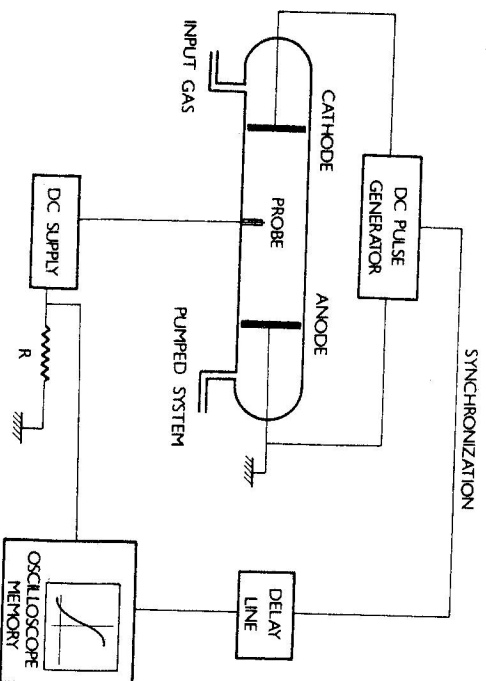 SYNCHRONIZATION
DC PULSE
GENERATOR
DELAY
LINE
CATHODE
ANODE
PROBE
INPUT GAS
PUMPED SYSTEM
DC SUPPLY
R
OSCILLOSCOPE
MEMORY